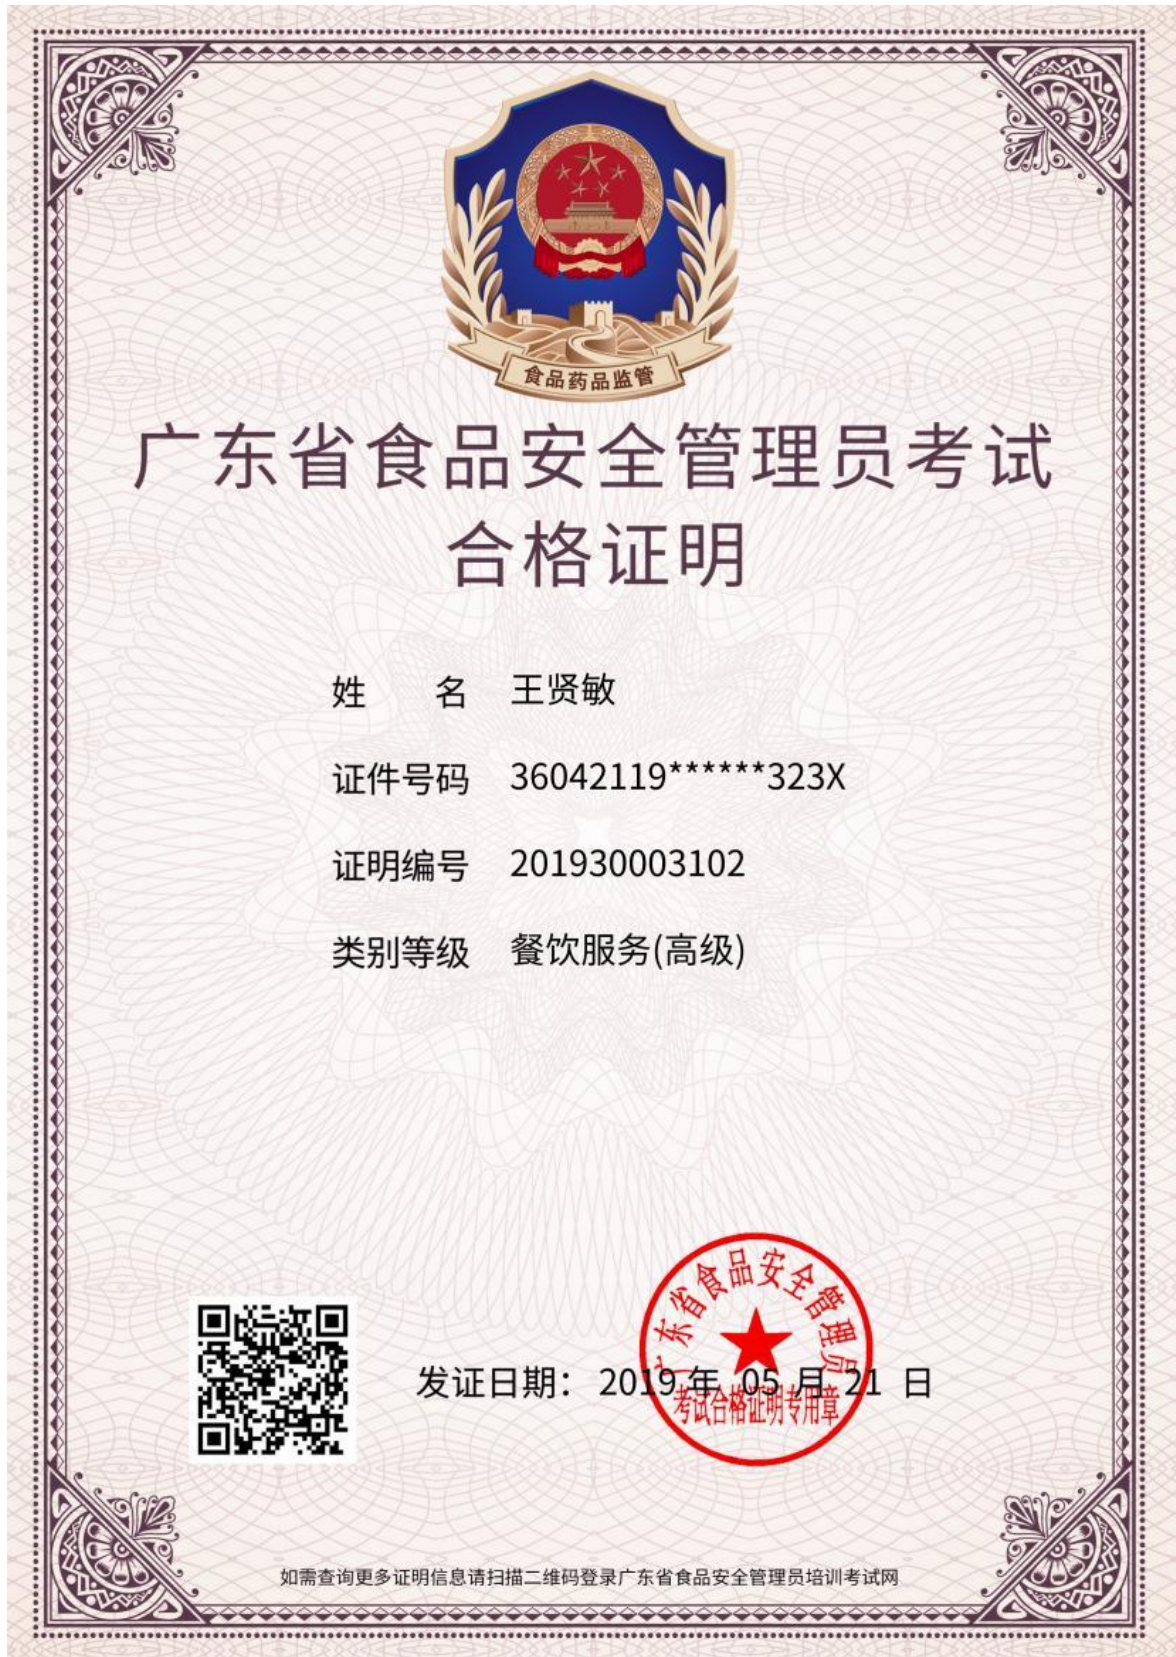 食品药品监管
广东省食品安全管理员考试
合格证明
姓 名 王贤敏
证件号码 36042119******323X
证明编号 201930003102
类别等级 餐饮服务(高级)
广东省食品安全管理员
考试合格证明专用章
发证日期： 2019 年 05 月 21 日
如需查询更多证明信息请扫描二维码登录广东省食品安全管理员培训考试网